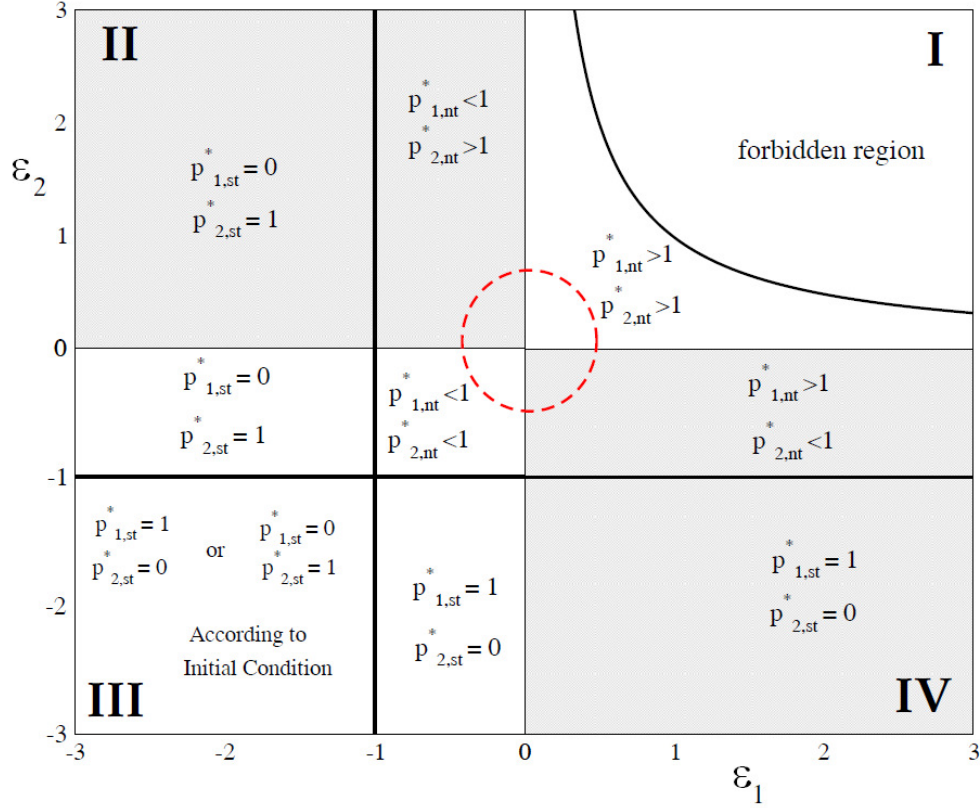 3
II
I
p*1,nt <1
2
p*2,nt >1
forbidden region
ε2
p*1,st = 0
p*2,st = 1
1
p*1,nt >1
p*2,nt >1
0
p*1,st = 0
p*2,st = 1
p*1,nt <1
p*2,nt <1
p*1,nt >1
p*2,nt <1
-1
p*1,st = 1 or p*1,st = 0
p*2,st = 0 p*2,st = 1
p*1,st = 1
p*2,st = 0
p*1,st = 1
p*2,st = 0
-2
According to
Initial Condition
III
IV
-3
-3 -2 -1 0 1 2 3
ε1